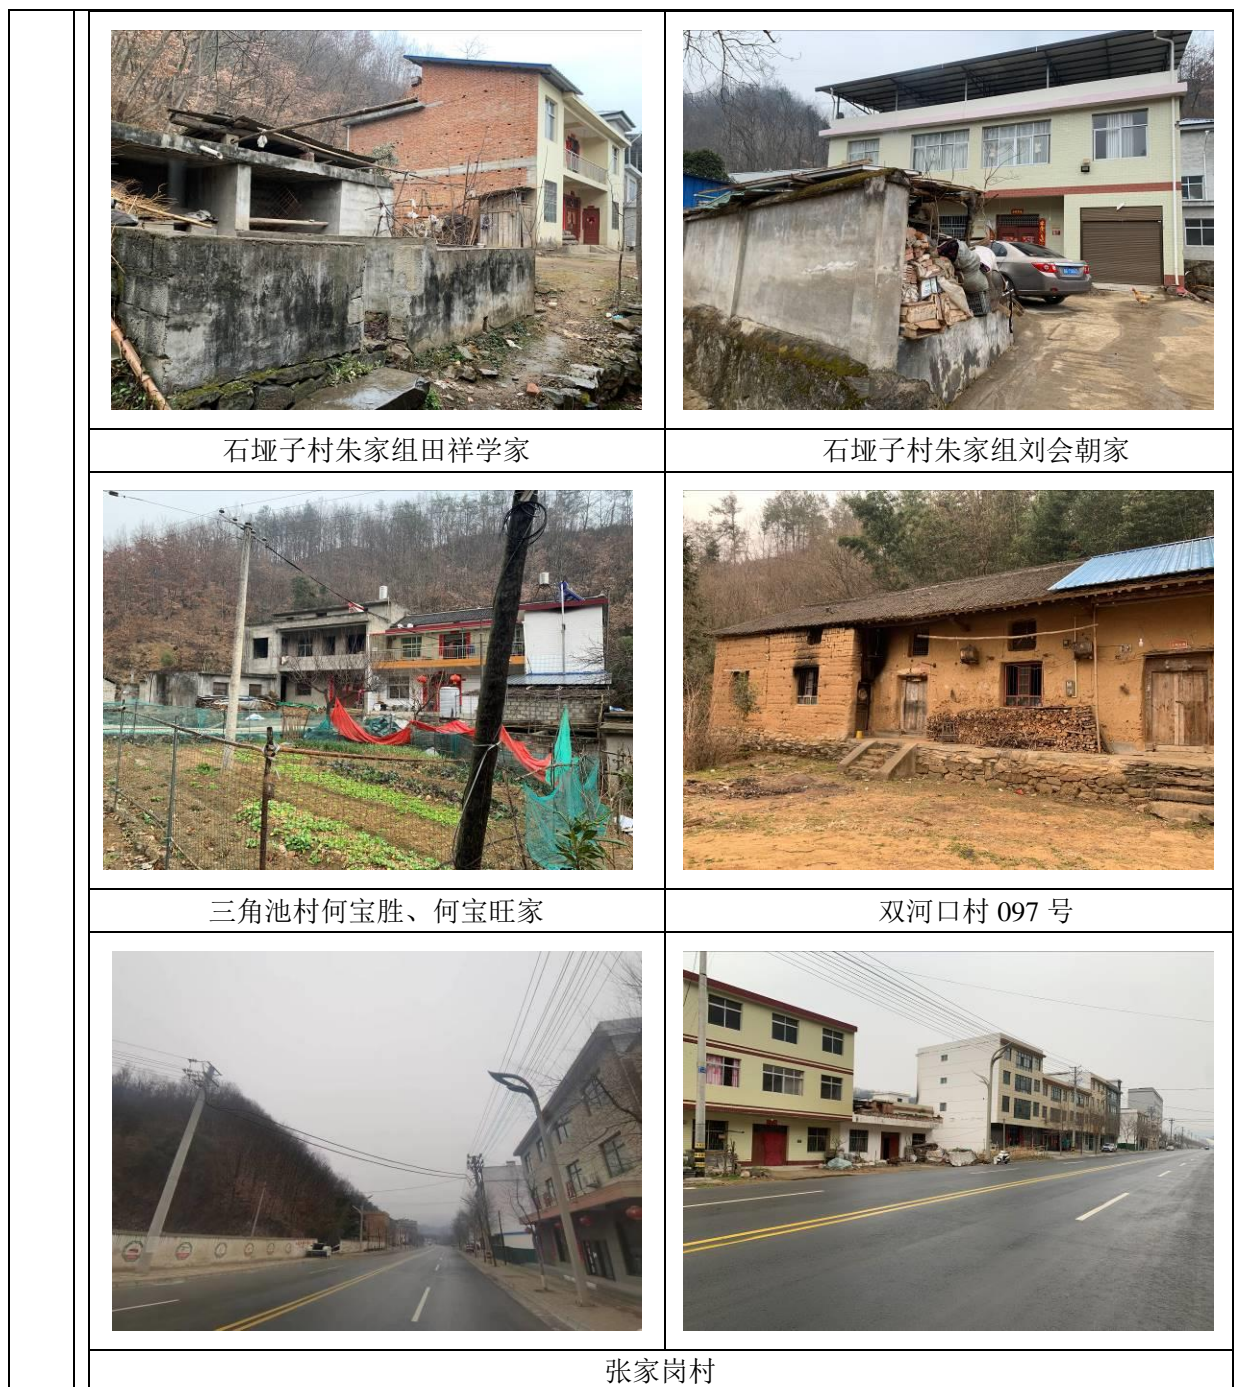 石垭子村朱家组田祥学家
石垭子村朱家组刘会朝家
三角池村何宝胜、何宝旺家
双河口村 097 号
张家岗村